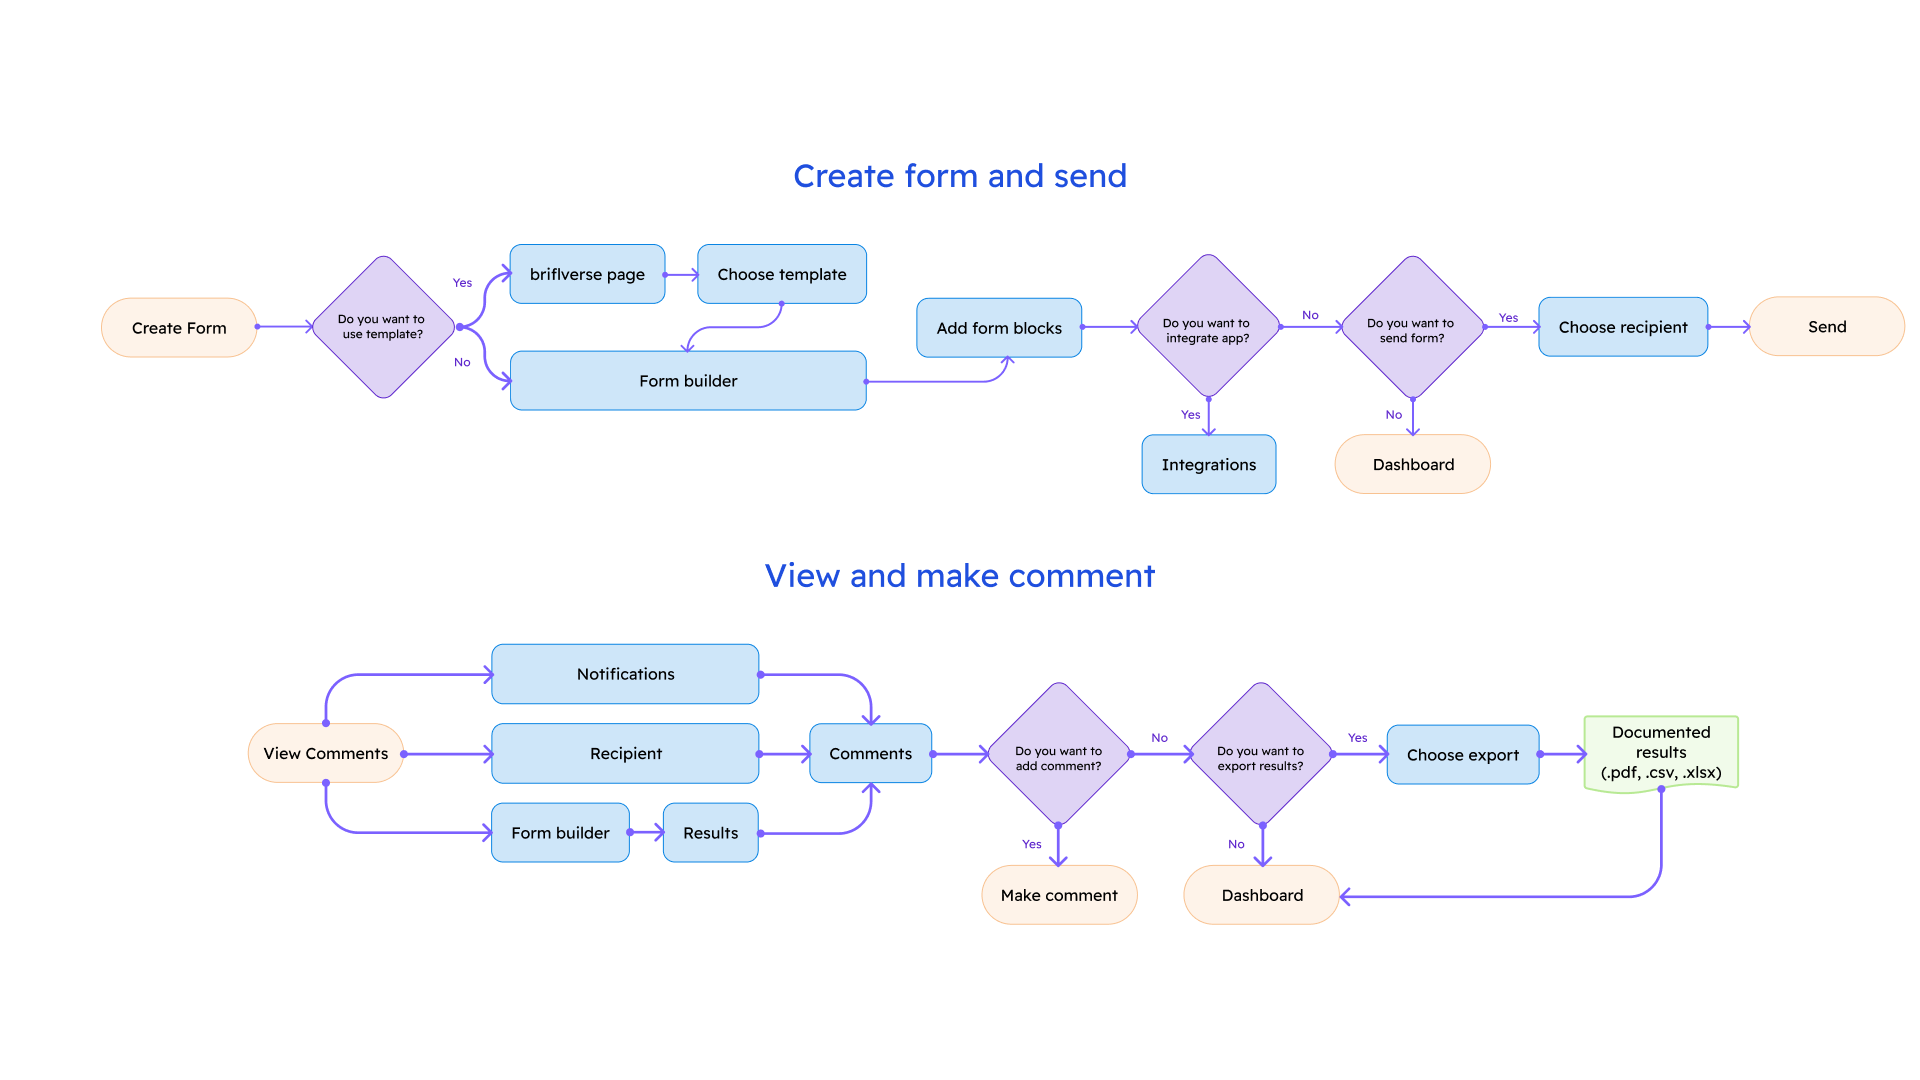 Create form and send
Create Form
Do you want to
use template?
Yes
No
briflverse page
Choose template
Form builder
Add form blocks
Do you want to
integrate app?
No
Yes
Integrations
Do you want to
send form?
Yes
No
Dashboard
Choose recipient
Send
View and make comment
View Comments
Notifications
Recipient
Form builder
Results
Comments
Do you want to
add comment?
No
Yes
Make comment
Do you want to
export results?
Yes
No
Dashboard
Choose export
Documented
results
(.pdf, .csv, .xlsx)